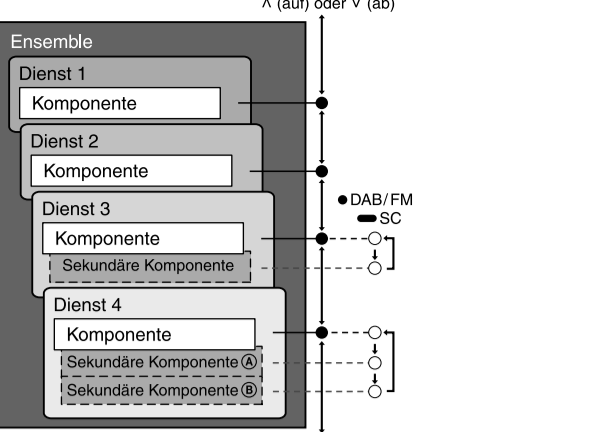 ∧ (auf) oder ∨ (ab)
Ensemble
Dienst 1
Komponente
Dienst 2
Komponente
Dienst 3
Komponente
Sekundäre Komponente
Dienst 4
Komponente
Sekundäre Komponente Ⓐ
Sekundäre Komponente Ⓑ
DAB/FM
SC